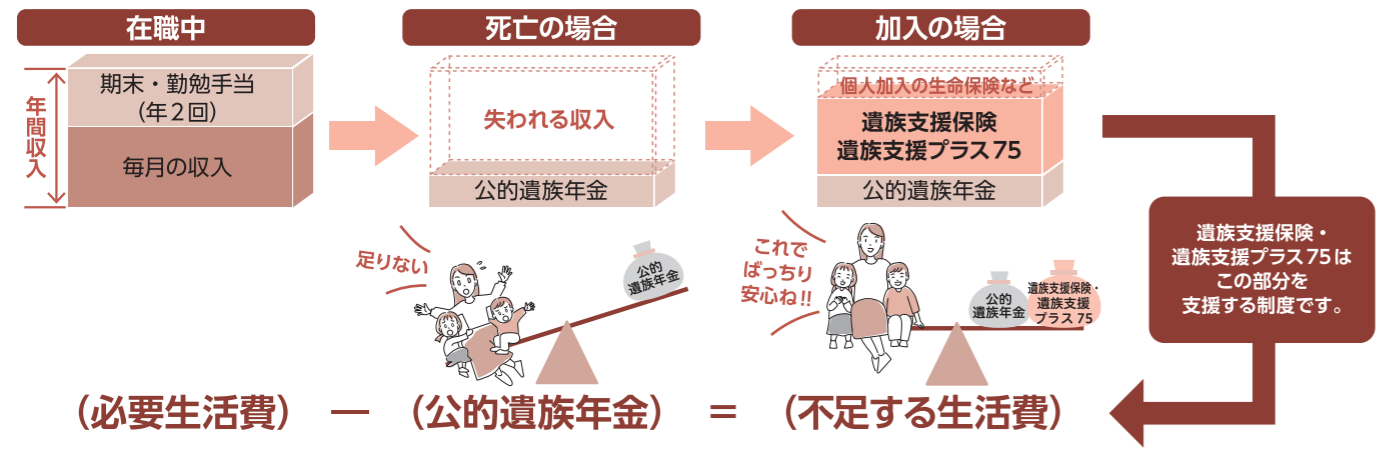 在職中
年間収入
期末・勤勉手当
（年２回）
毎月の収入
死亡の場合
失われる収入
公的遺族年金
足りない
公的
遺族年金
加入の場合
個人加入の生命保険など
遺族支援保険
遺族支援プラス75
公的遺族年金
これで
ばっちり
安心ね!!
公的
遺族年金
遺族支援保険・
遺族支援
プラス 75
遺族支援保険・
遺族支援プラス75は
この部分を
支援する制度です。
（必要生活費） ― （公的遺族年金） ＝ （不足する生活費）